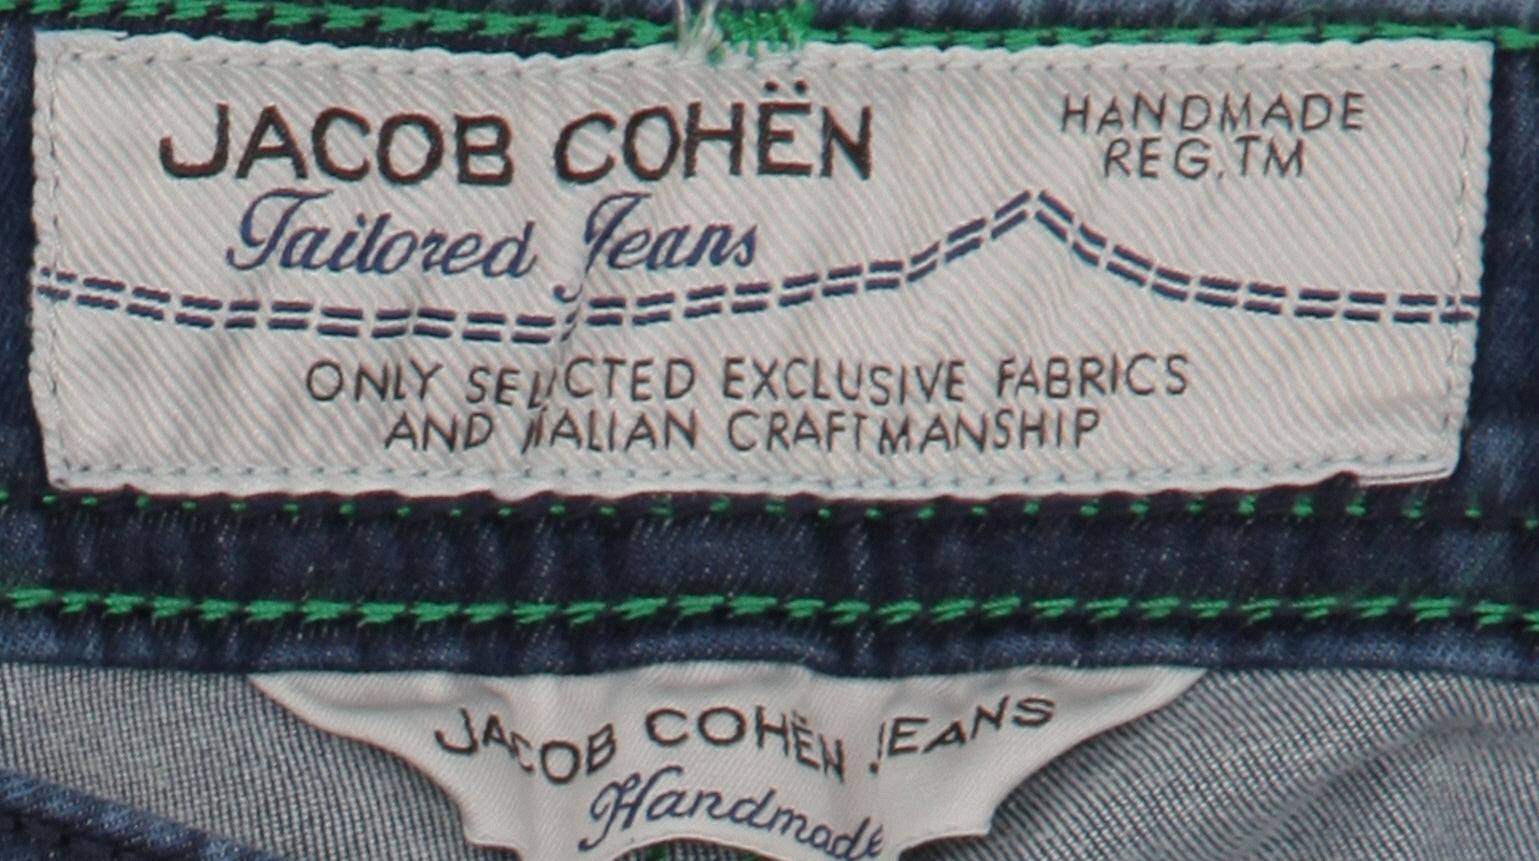 JACOB COHËN
HANDMADE
REG.TM
Tailored Jeans
ONLY SELECTED EXCLUSIVE FABRICS
AND ITALIAN CRAFTMANSHIP
JACOB COHËN JEANS
Handmade